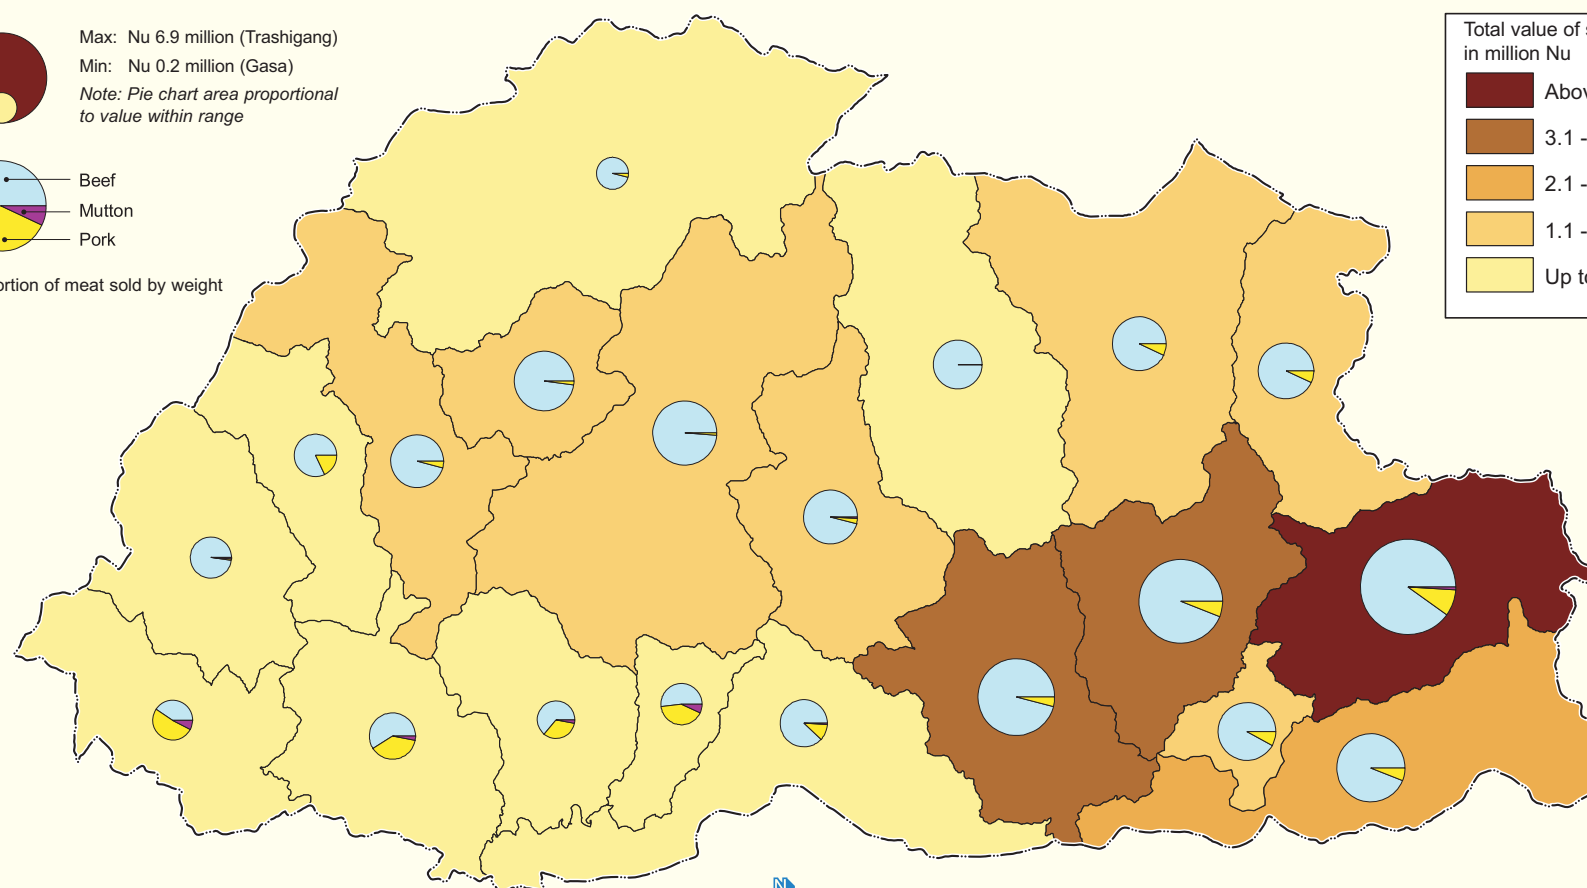 Max: Nu 6.9 million (Trashigang)
Min: Nu 0.2 million (Gasa)
Note: Pie chart area proportional
to value within range
Beef
Mutton
Pork
of meat sold by weight
Total value of
in million Nu
3.1 -
2.1 -
1.1 -
Up
N